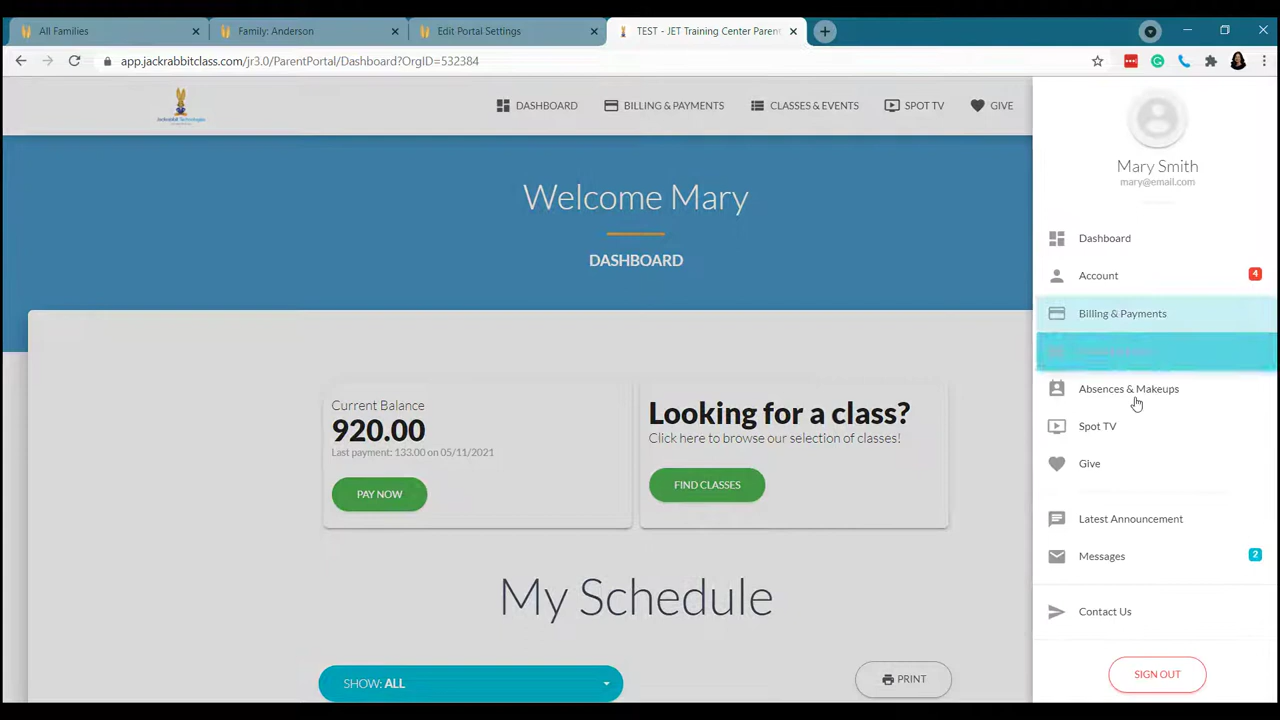 All Families
Family: Anderson
Edit Portal Settings
TEST - JET Training Center Paren
app.jackrabbitclass.com/jr3.0/ParentPortal/Dashboard?OrgID=532384
DASHBOARD
BILLING & PAYMENTS
CLASSES & EVENTS
SPOT TV
GIVE
Welcome Mary
DASHBOARD
Current Balance
920.00
Last payment: 133.00 on 05/11/2021
PAY NOW
Looking for a class?
Click here to browse our selection of classes!
FIND CLASSES
My Schedule
SHOW: ALL
PRINT
Mary Smith
mary@email.com
Dashboard
Account 4
Billing & Payments
Absences & Makeups
Spot TV
Give
Latest Announcement
Messages 2
Contact Us
SIGN OUT